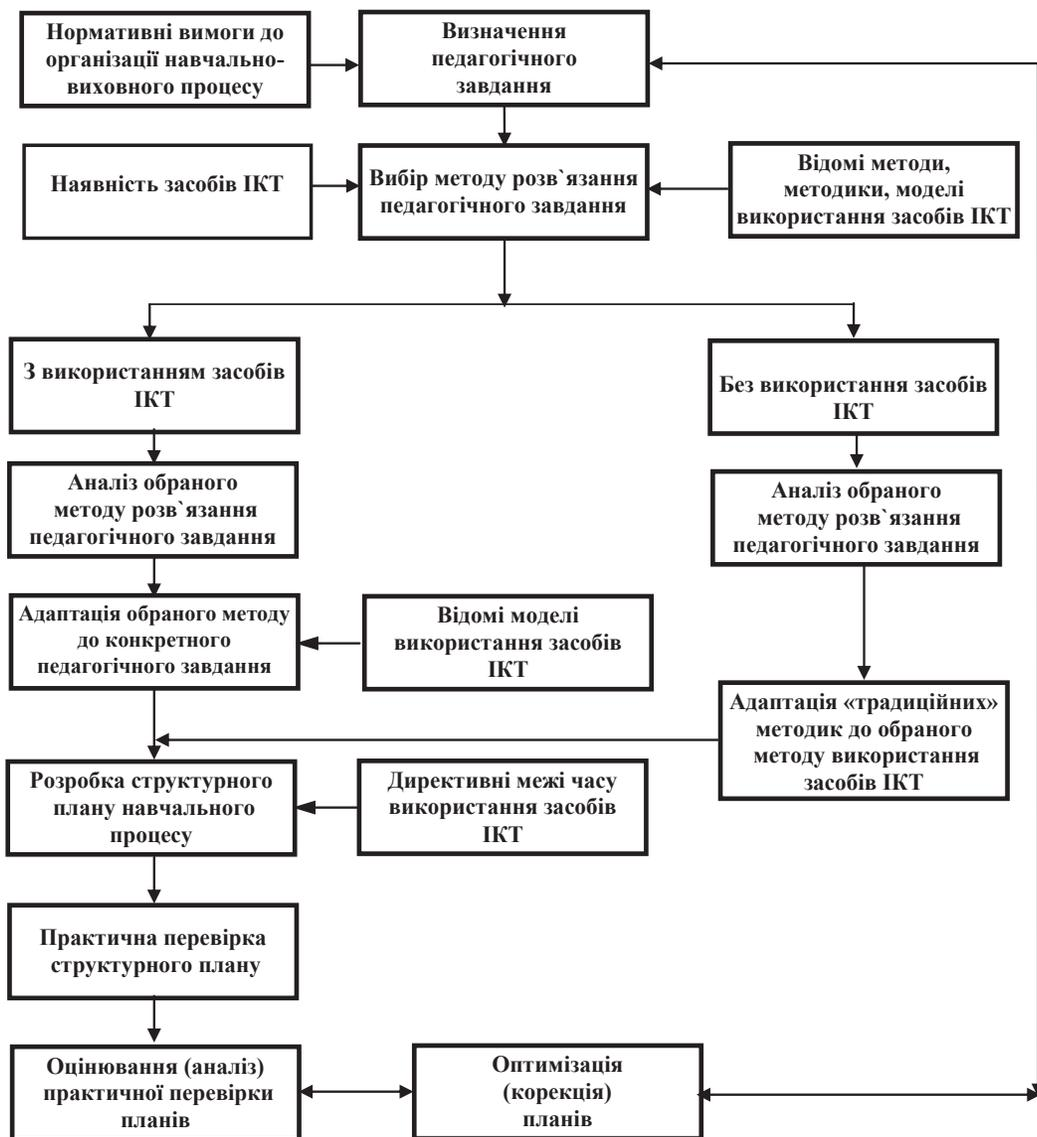 Нормативні вимоги до
організації навчально-
виховного процесу
Визначення
педагогічного
завдання
Наявність засобів ІКТ
Вибір методу розв`язання
педагогічного завдання
Відомі методи,
методики, моделі
використання засобів ІКТ
З використанням засобів
ІКТ
Без використання засобів
ІКТ
Аналіз обраного
методу розв`язання
педагогічного завдання
Аналіз обраного
методу розв`язання
педагогічного завдання
Адаптація обраного методу
до конкретного
педагогічного завдання
Відомі моделі
використання засобів
ІКТ
Адаптація «традиційних»
методик до обраного
методу використання
засобів ІКТ
Розробка структурного
плану навчального
процесу
Директивні межі часу
використання засобів
ІКТ
Практична перевірка
структурного плану
Оцінювання (аналіз)
практичної перевірки
планів
Оптимізація
(корекція)
планів